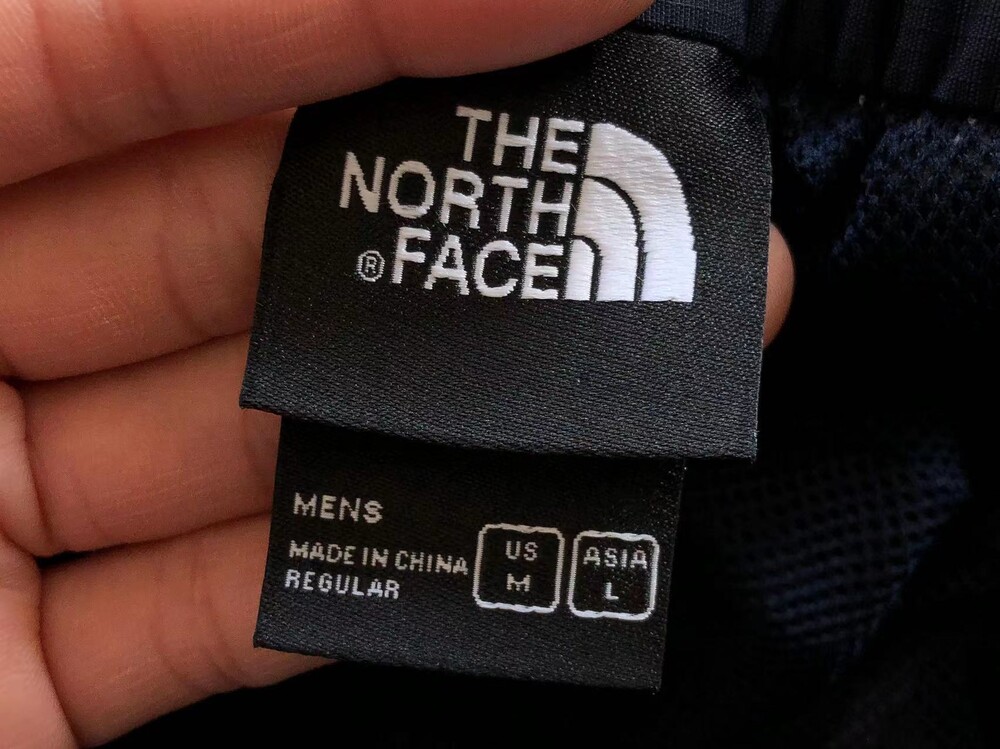 THE
NORTH
® FACE
MENS
MADE IN CHINA
REGULAR
US
M
ASIA
L